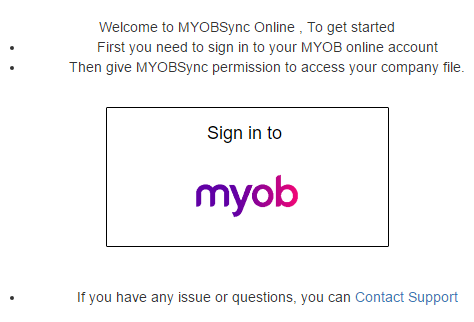 Welcome to MYOBSync Online , To get started
First you need to sign in to your MYOB online account
Then give MYOBSync permission to access your company file.
Sign in to
myob
If you have any issue or questions, you can Contact Support